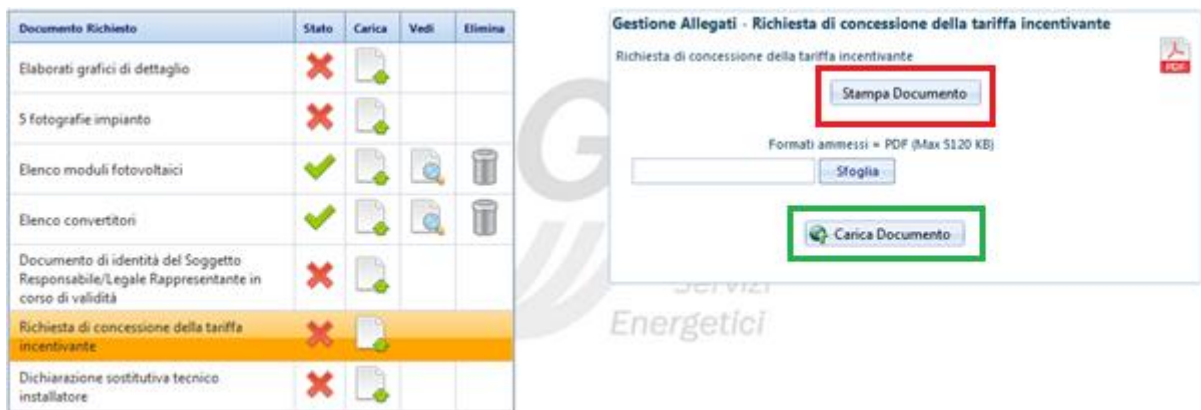 Documento Richiesto Stato Carica Vedi Elimina
Elaborati grafici di dettaglio
5 fotografie impianto
Elenco moduli fotovoltaici
Elenco convertitori
Documento di identità del Soggetto
Responsabile/Legale Rappresentante in
corso di validità
Richiesta di concessione della tariffa
incentivante
Dichiarazione sostitutiva tecnico
installatore
Gestione Allegati - Richiesta di concessione della tariffa incentivante
Richiesta di concessione della tariffa incentivante
PDF
Stampa Documento
Formati ammessi = PDF (Max 5120 KB)
Sfoglia
Carica Documento
G
Servizi
Energetici